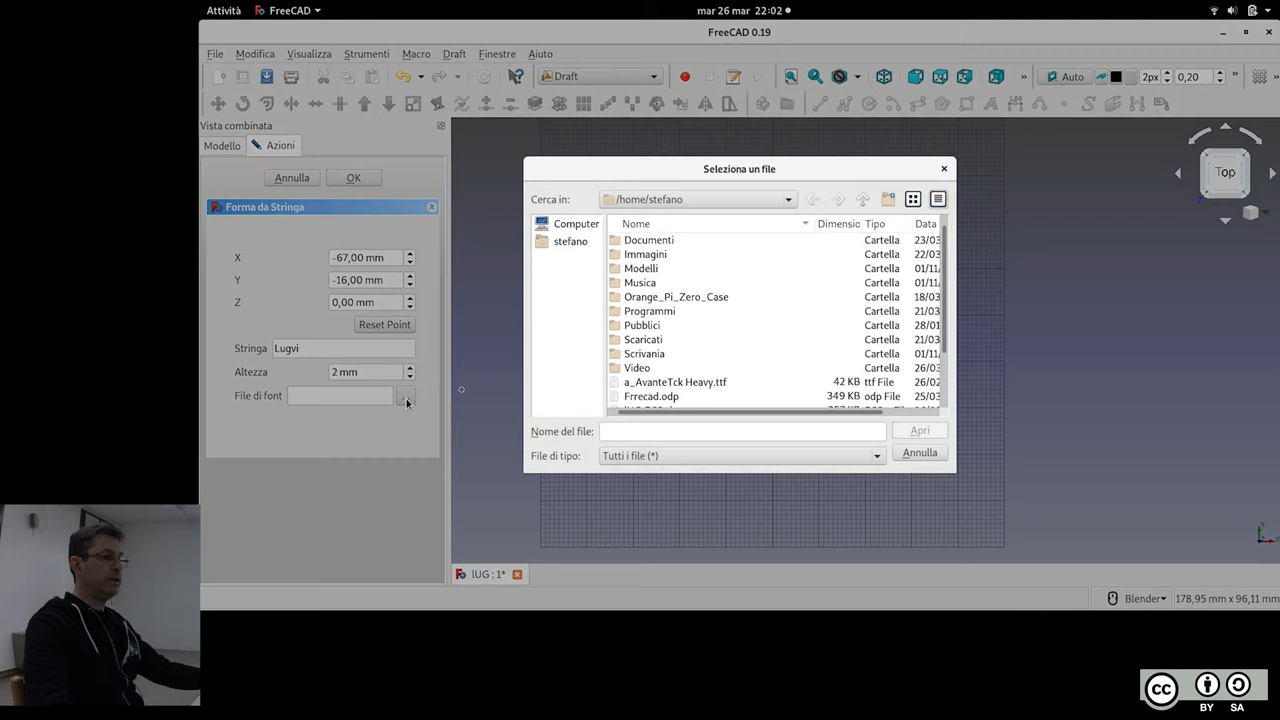 Attività FreeCAD mar 26 mar 22:02
FreeCAD 0.19
File Modifica Visualizza Strumenti Macro Draft Finestre Aiuto
Draft Auto 2px 0,20
Vista combinata
Modello Azioni
Annulla OK
Forma da Stringa
X -67,00 mm
Y -16,00 mm
Z 0,00 mm
Reset Point
Stringa Lugvi
Altezza 2 mm
File di font
Seleziona un file
Cerca in: /home/stefano
Computer
stefano
Nome Dimensio Tipo Data
Documenti Cartella 23/03
Immagini Cartella 22/03
Modelli Cartella 01/11
Musica Cartella 01/11
Orange_Pi_Zero_Case Cartella 18/03
Programmi Cartella 21/03
Pubblici Cartella 28/01
Scaricati Cartella 21/03
Scrivania Cartella 01/11
Video Cartella 26/03
a_AvanteTck Heavy.ttf 42 KB ttf File 26/02
Frrecad.odp 349 KB odp File 25/03
Nome del file: Apri
File di tipo: Tutti i file (*) Annulla
Top
lUG : 1*
Blender 178,95 mm x 96,11 mm
CC BY SA